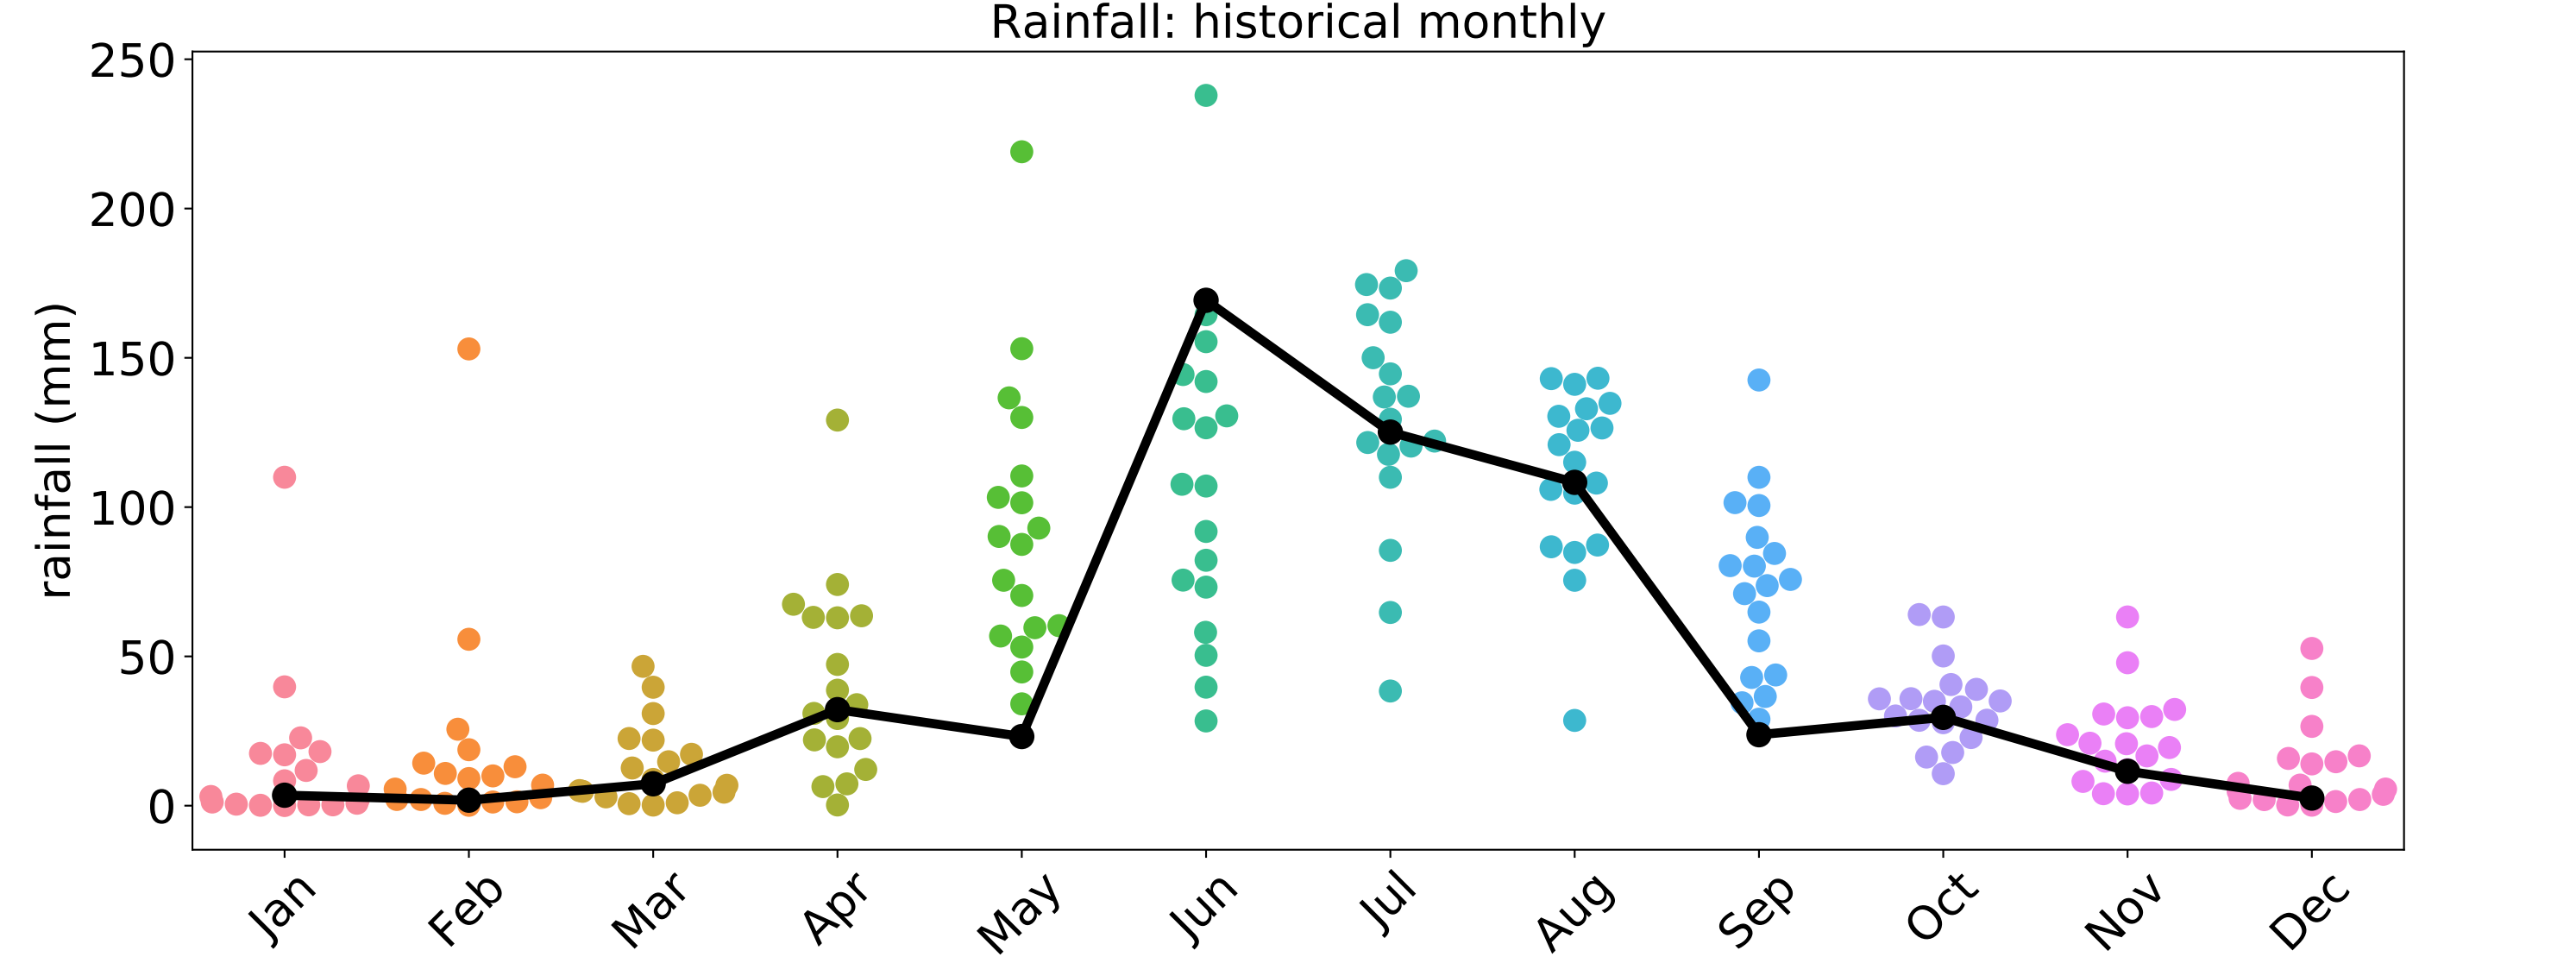 Rainfall: historical monthly
250
200
150
100
50
0
rainfall (mm)
Jan
Feb
Mar
Apr
May
Jun
Jul
Aug
Sep
Oct
Nov
Dec